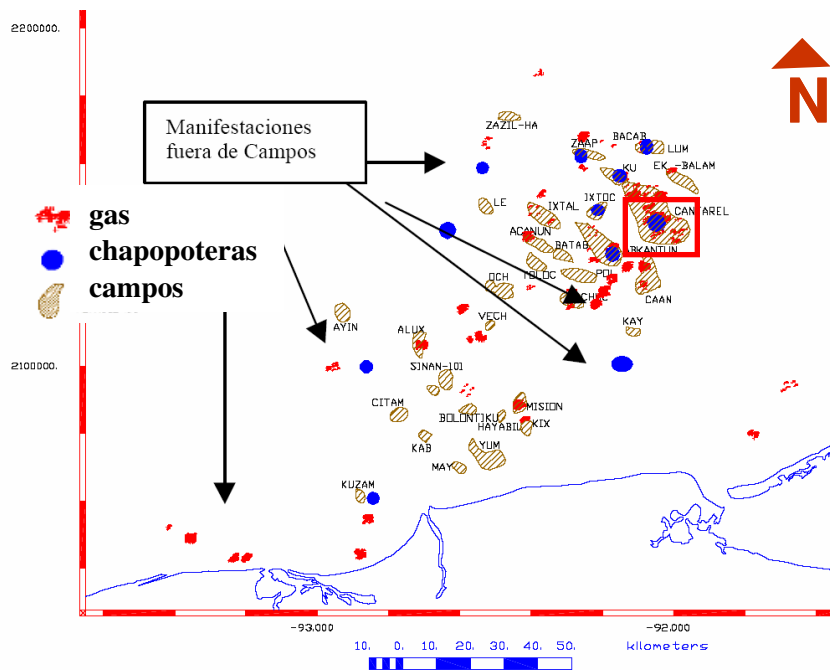 2200000.
N
ZAZIL-HA
BACAB
ZAAP
LUM
Manifestaciones
fuera de Campos
KU
EK.-BALAM
LE
IXTAL
IXTOC
CANTAREL
gas
ACANUN
chapopoteras
BATAB
TOLOC
POL
campos
OCH
CHUC
CAAN
AYIN
VECH
KAY
ALUX
2100000.
SINAN-101
CITAM
MISION
BOLONTIKU
HAYABIL
KIX
KAB
YUM
MAY
KUZAM
-93.000
-92.000
10. 0. 10. 20. 30. 40. 50. kilometers